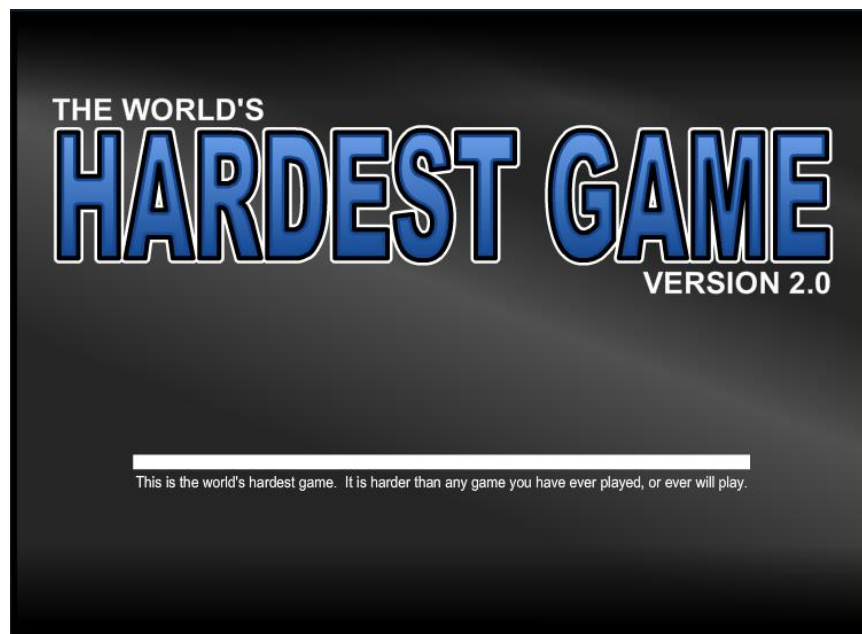 THE WORLD'S
HARDEST GAME
VERSION 2.0
This is the world's hardest game.  It is harder than any game you have ever played, or ever will play.